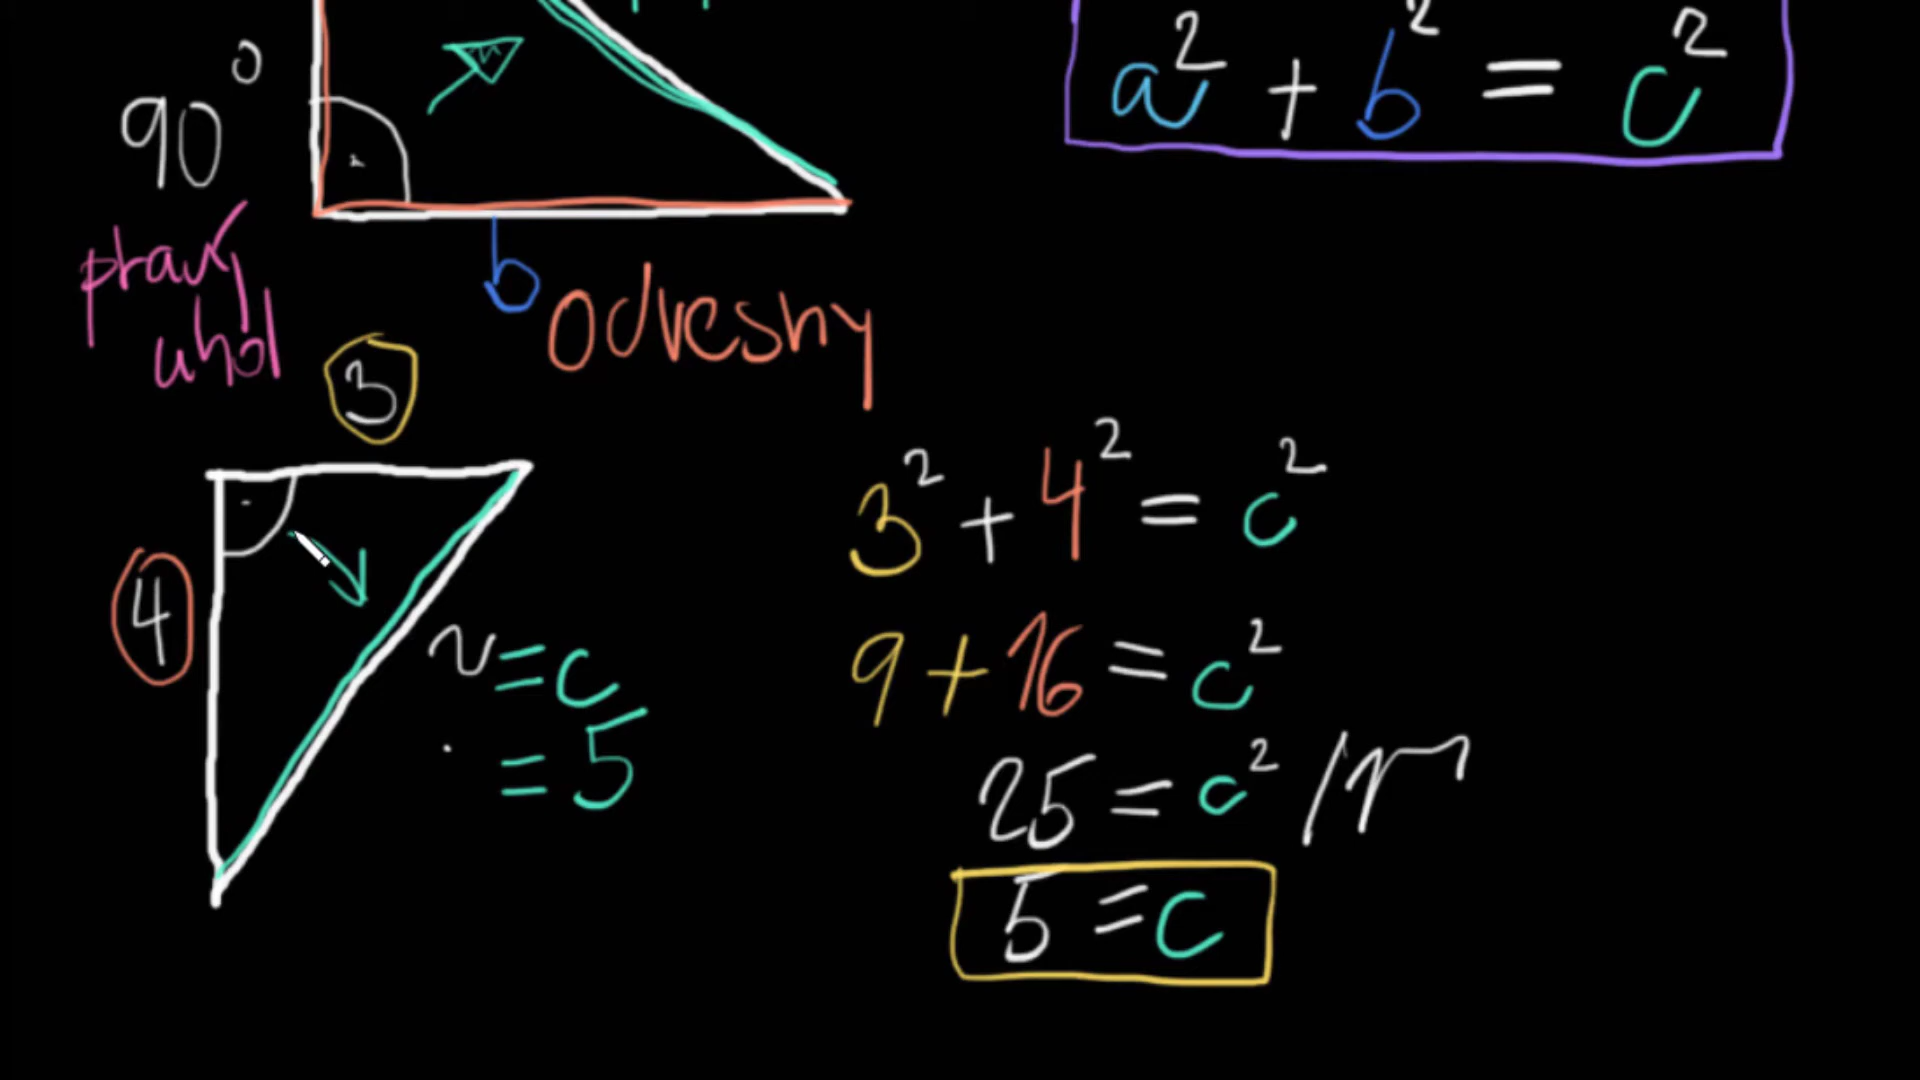 90°
a² + b² = c²
pravý
uhol
b
odvesny
3
4
= c
= 5
3² + 4² = c²
9 + 16 = c²
25 = c² /√
5 = c